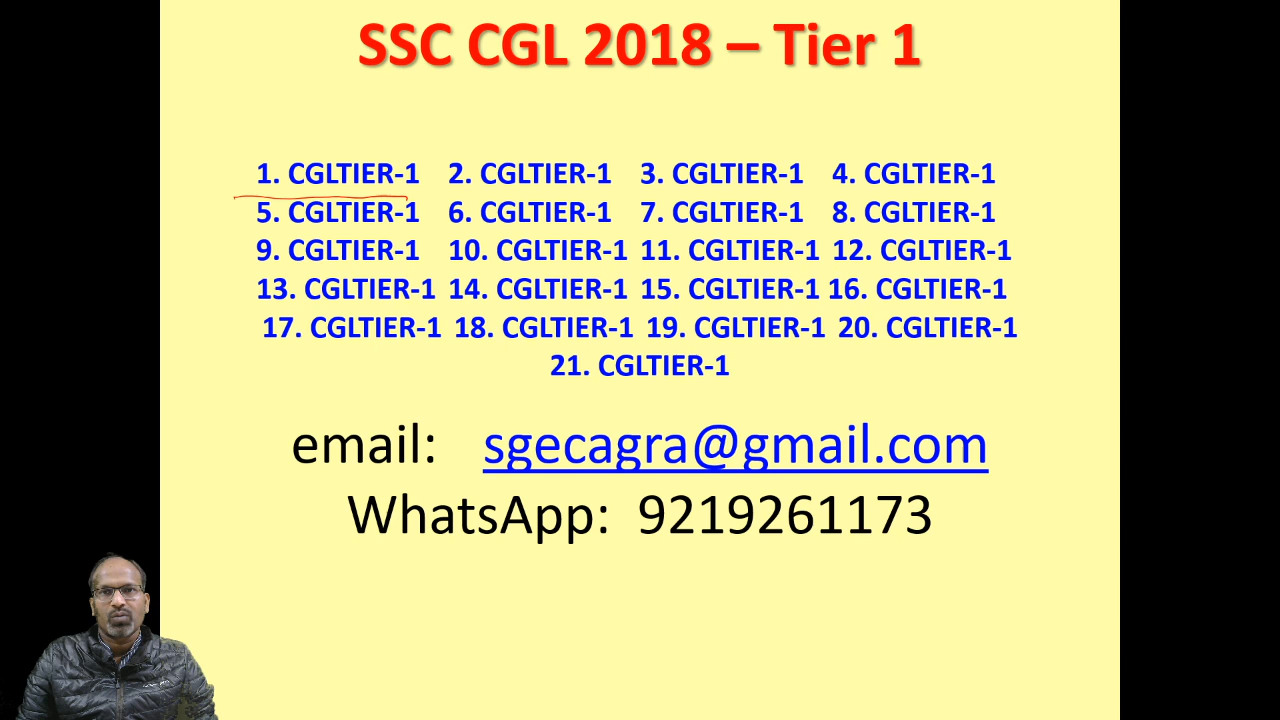 SSC CGL 2018 – Tier 1
1. CGLTIER-1 2. CGLTIER-1 3. CGLTIER-1 4. CGLTIER-1
5. CGLTIER-1 6. CGLTIER-1 7. CGLTIER-1 8. CGLTIER-1
9. CGLTIER-1 10. CGLTIER-1 11. CGLTIER-1 12. CGLTIER-1
13. CGLTIER-1 14. CGLTIER-1 15. CGLTIER-1 16. CGLTIER-1
17. CGLTIER-1 18. CGLTIER-1 19. CGLTIER-1 20. CGLTIER-1
21. CGLTIER-1
email: sgecagra@gmail.com
WhatsApp: 9219261173